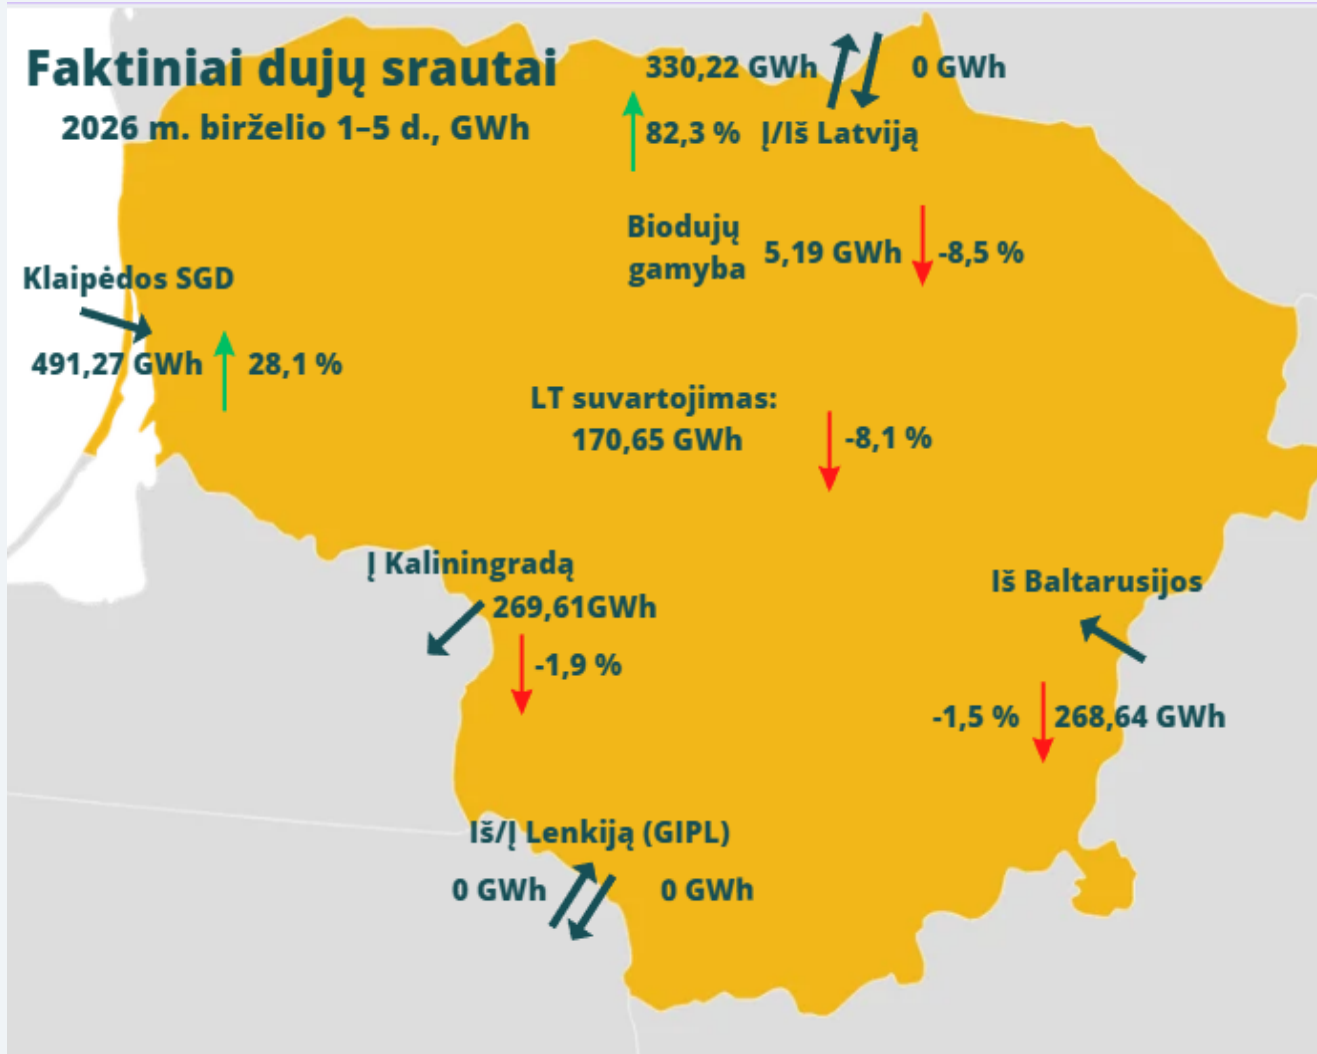 Faktiniai dujų srautai
2026 m. birželio 1–5 d., GWh
330,22 GWh
0 GWh
82,3 %
Į/Iš Latviją
Biodujų
gamyba
5,19 GWh
-8,5 %
Klaipėdos SGD
491,27 GWh
28,1 %
LT suvartojimas:
170,65 GWh
-8,1 %
Į Kaliningradą
269,61GWh
-1,9 %
Iš Baltarusijos
-1,5 %
268,64 GWh
Iš/Į Lenkiją (GIPL)
0 GWh
0 GWh